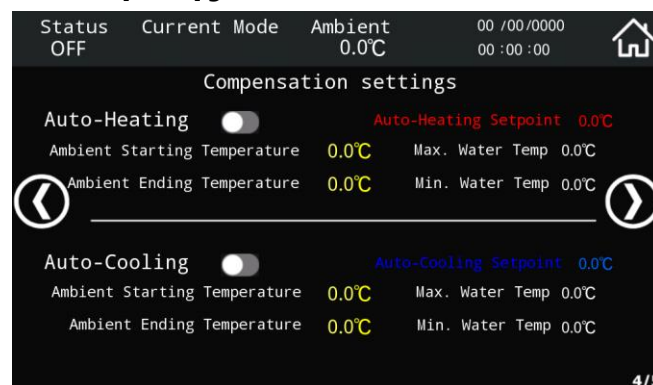 Status Current Mode Ambient 00 /00/0000
OFF 0.0℃ 00 :00 :00
Compensation settings
Auto-Heating Auto-Heating Setpoint 0.0℃
Ambient Starting Temperature 0.0℃ Max. Water Temp 0.0℃
Ambient Ending Temperature 0.0℃ Min. Water Temp 0.0℃
Auto-Cooling Auto-Cooling Setpoint 0.0℃
Ambient Starting Temperature 0.0℃ Max. Water Temp 0.0℃
Ambient Ending Temperature 0.0℃ Min. Water Temp 0.0℃
4/